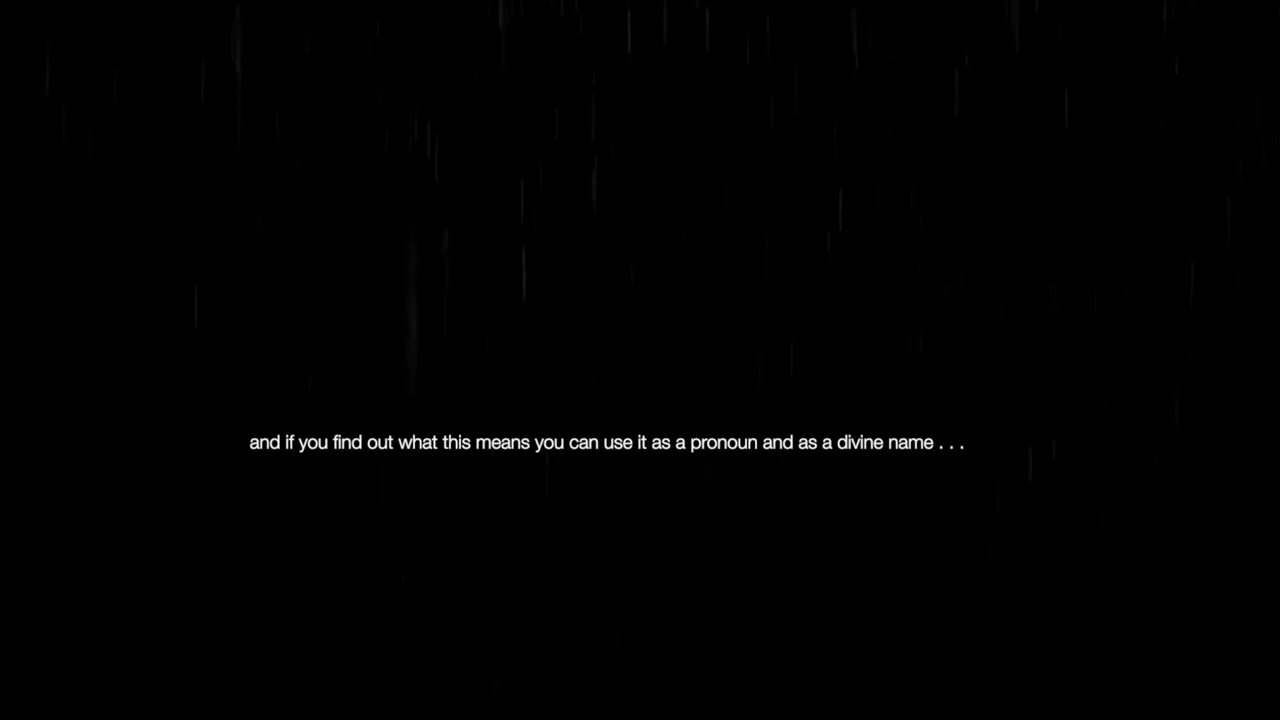 and if you find out what this means you can use it as a pronoun and as a divine name . . .